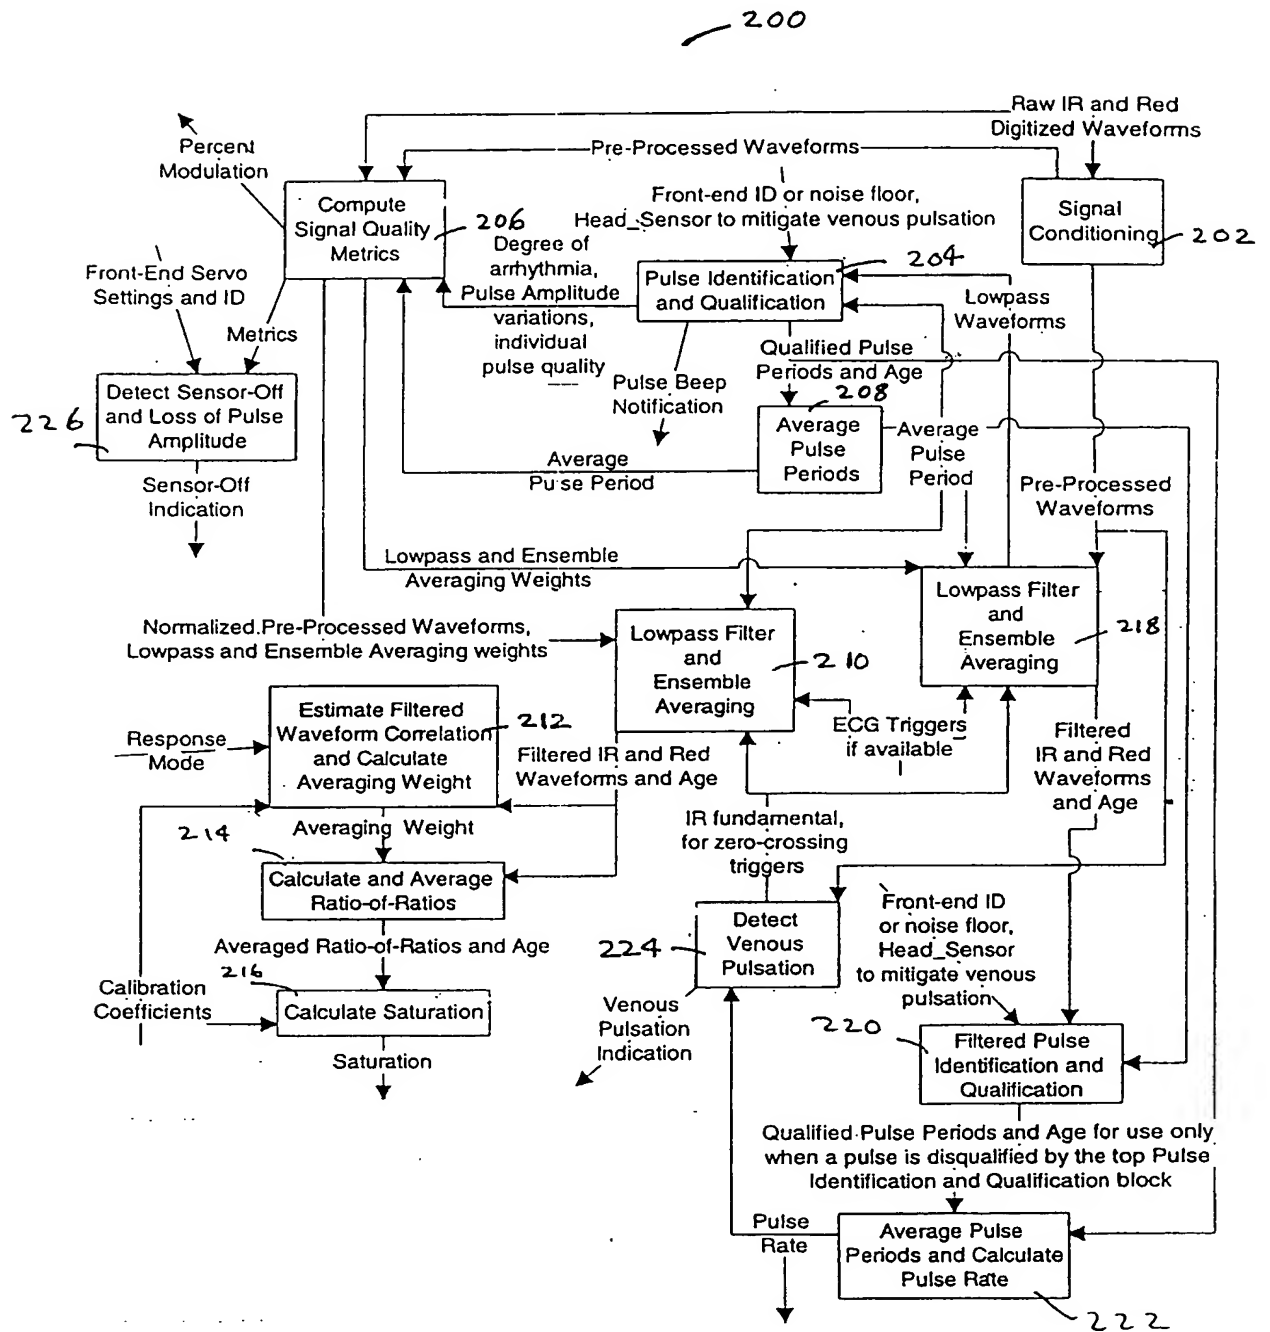 200
Raw IR and Red
Digitized Waveforms
Percent
Modulation
Pre-Processed Waveforms
Compute
Signal Quality
Metrics
206
Front-end ID or noise floor,
Head_Sensor to mitigate venous pulsation
Signal
Conditioning
202
Degree of
arrhythmia,
Pulse Amplitude
variations,
individual
pulse quality
204
Pulse Identification
and Qualification
Lowpass
Waveforms
Front-End Servo
Settings and ID
Metrics
Qualified Pulse
Periods and Age
Pulse Beep
Notification
208
Average
Pulse
Periods
Average
Pulse
Period
Detect Sensor-Off
and Loss of Pulse
Amplitude
226
Average
Pu!se Period
Sensor-Off
Indication
Pre-Processed
Waveforms
Lowpass and Ensemble
Averaging Weights
Lowpass Filter
and
Ensemble
Averaging
218
Normalized Pre-Processed Waveforms,
Lowpass and Ensemble Averaging weights
Lowpass Filter
and
Ensemble
Averaging
210
Estimate Filtered
Waveform Correlation
and Calculate
Averaging Weight
212
Response
Mode
ECG Triggers
if available
Filtered IR and Red
Waveforms and Age
Filtered
IR and Red
Waveforms
and Age
Averaging Weight
214
IR fundamental,
for zero-crossing
triggers
Calculate and Average
Ratio-of-Ratios
Averaged Ratio-of-Ratios and Age
Detect
Venous
Pulsation
224
Front-end ID
or noise floor,
Head_Sensor
to mitigate venous
pulsation
216
Calibration
Coefficients
Calculate Saturation
Saturation
Venous
Pulsation
Indication
220
Filtered Pulse
Identification and
Qualification
Qualified Pulse Periods and Age for use only
when a pulse is disqualified by the top Pulse
Identification and Qualification block
Pulse
Rate
Average Pulse
Periods and Calculate
Pulse Rate
222